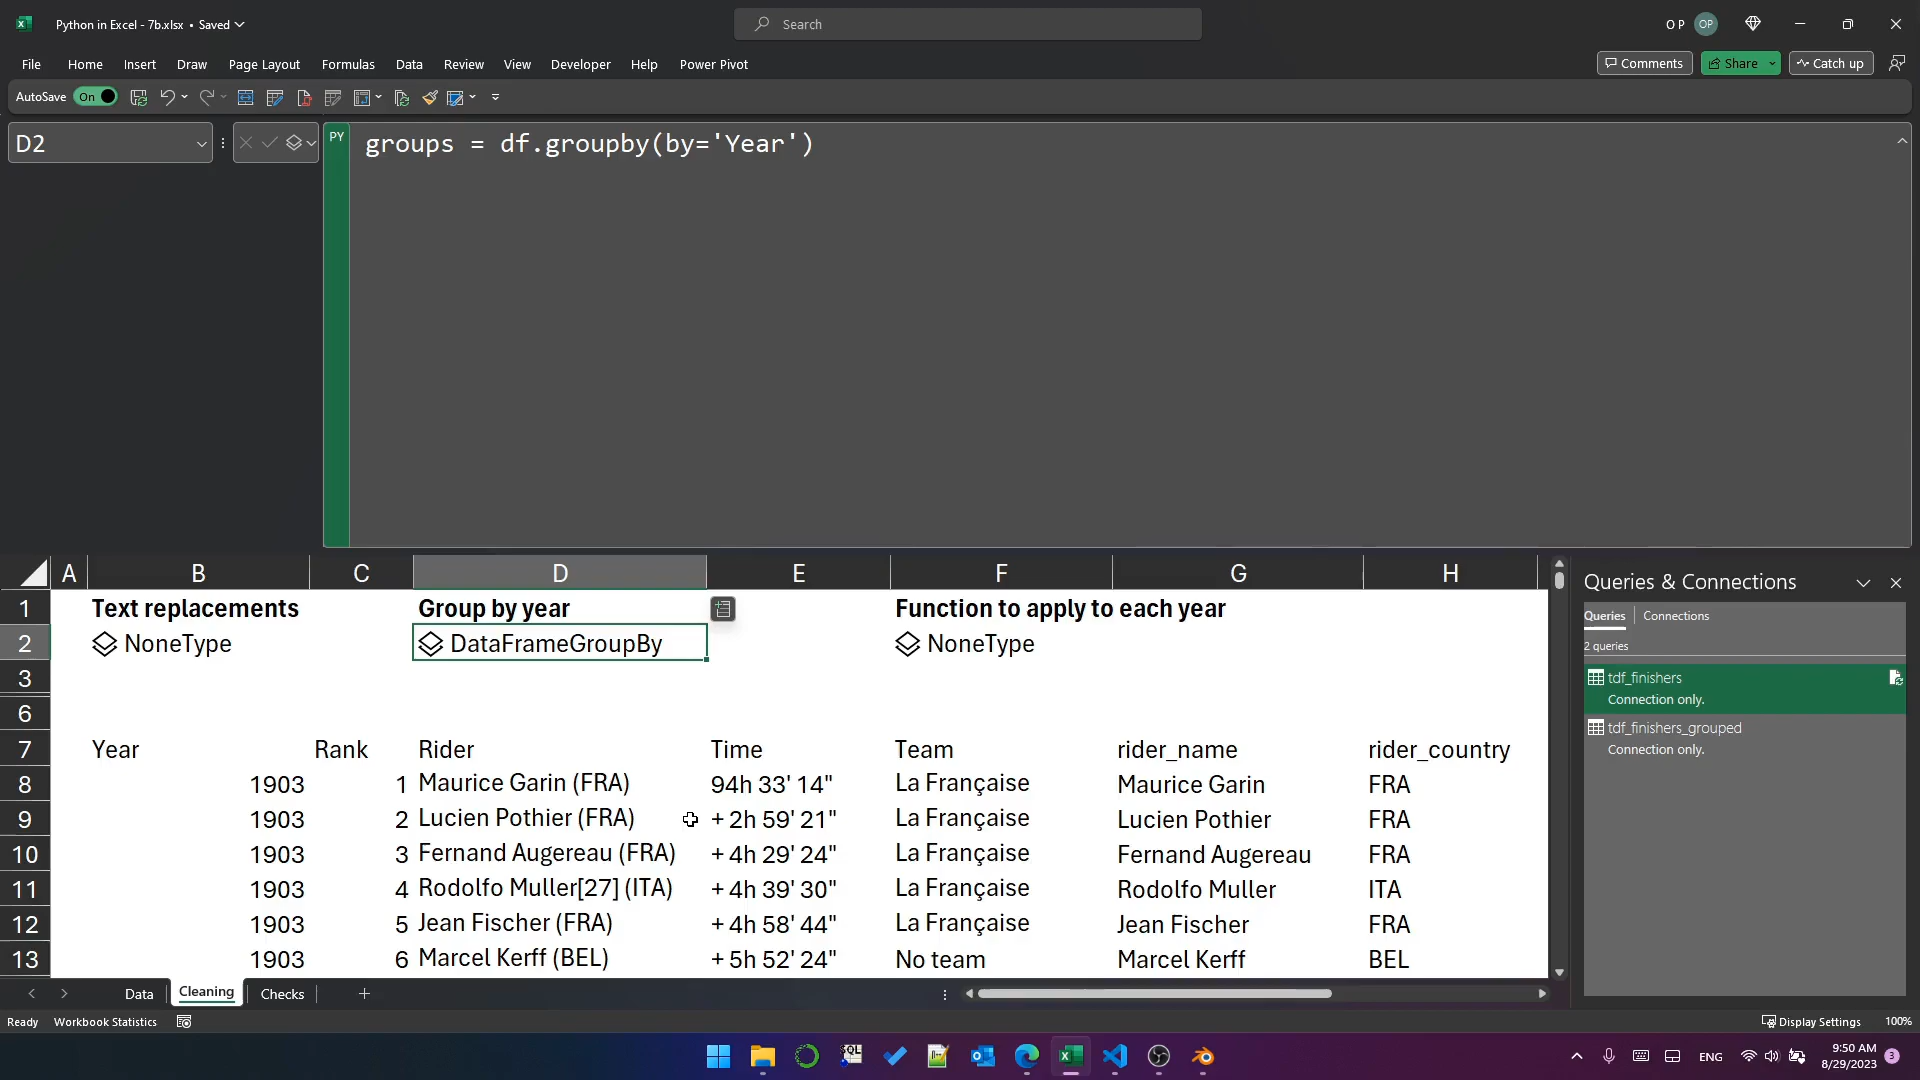 Python in Excel - 7b.xlsx • Saved
Search
O P
OP
File Home Insert Draw Page Layout Formulas Data Review View Developer Help Power Pivot
Comments Share Catch up
AutoSave On
D2
PY
groups = df.groupby(by='Year')
A B C D E F G H
1 Text replacements Group by year Function to apply to each year
2 NoneType DataFrameGroupBy NoneType
3
6
7 Year Rank Rider Time Team rider_name rider_country
8 1903 1 Maurice Garin (FRA) 94h 33' 14" La Française Maurice Garin FRA
9 1903 2 Lucien Pothier (FRA) + 2h 59' 21" La Française Lucien Pothier FRA
10 1903 3 Fernand Augereau (FRA) + 4h 29' 24" La Française Fernand Augereau FRA
11 1903 4 Rodolfo Muller[27] (ITA) + 4h 39' 30" La Française Rodolfo Muller ITA
12 1903 5 Jean Fischer (FRA) + 4h 58' 44" La Française Jean Fischer FRA
13 1903 6 Marcel Kerff (BEL) + 5h 52' 24" No team Marcel Kerff BEL
Queries & Connections
Queries Connections
2 queries
tdf_finishers
Connection only.
tdf_finishers_grouped
Connection only.
Data Cleaning Checks
Ready Workbook Statistics
Display Settings 100%
SQL
ENG
9:50 AM
8/29/2023
3